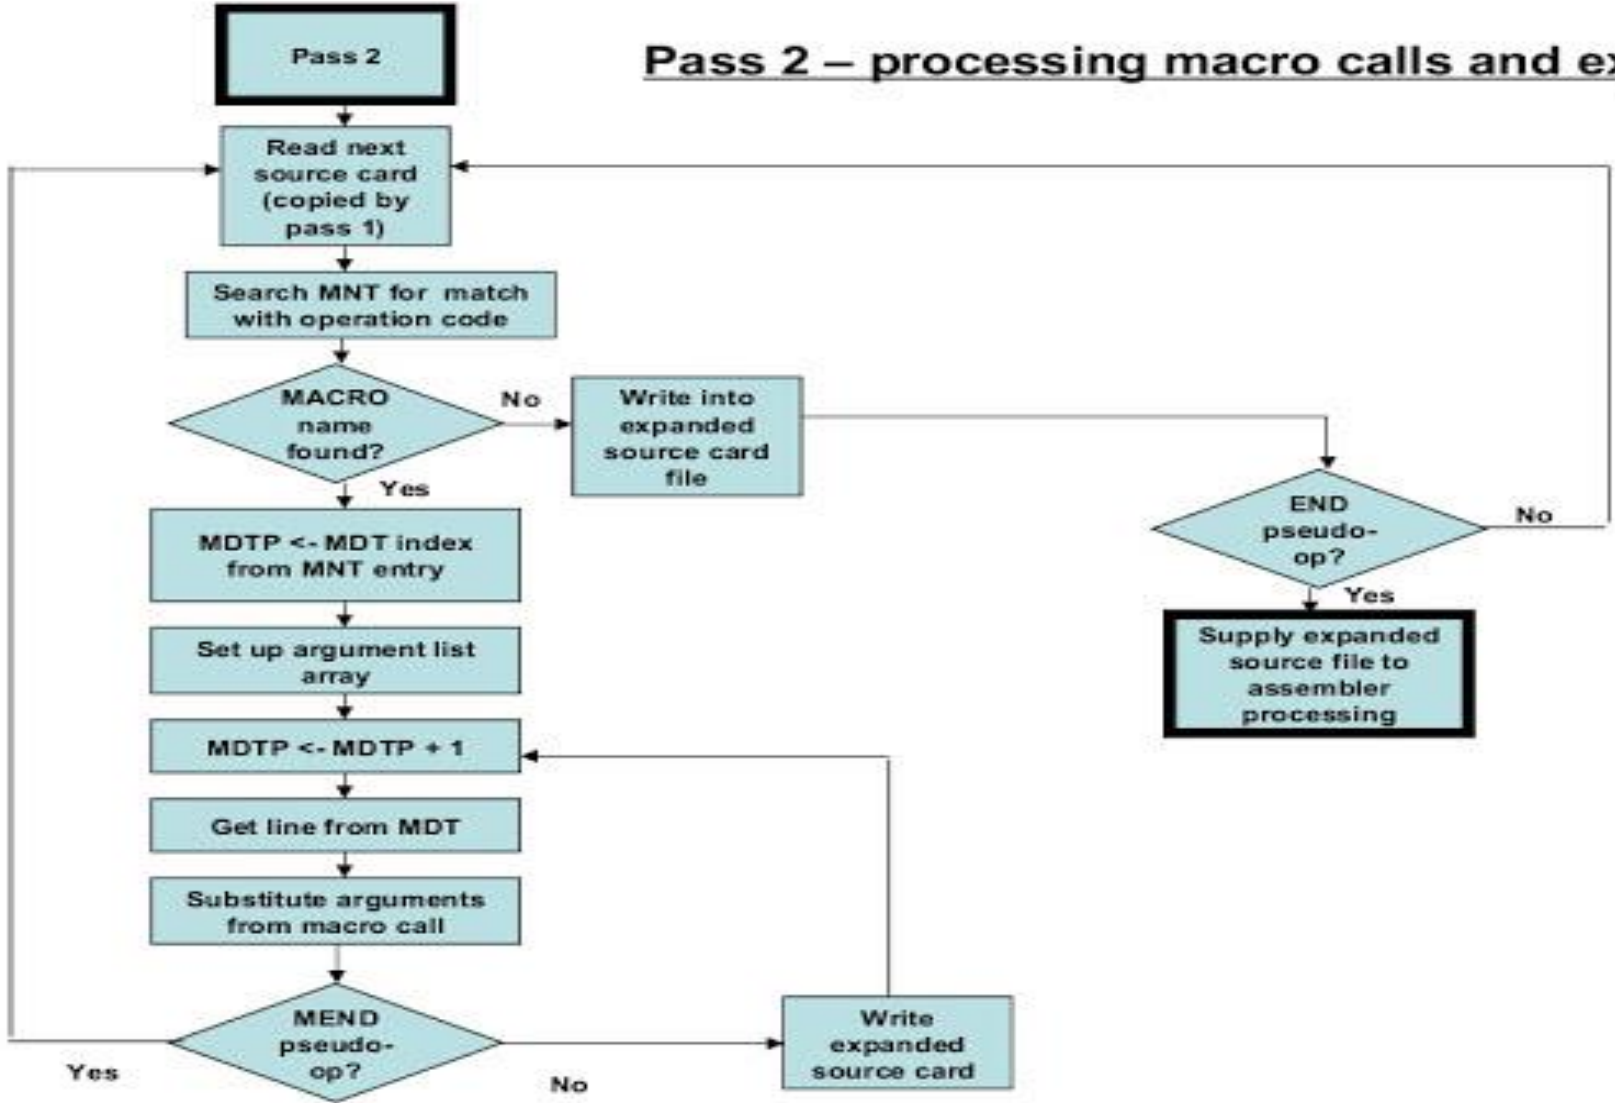 Pass 2
Pass 2 – processing macro calls and
Read next
source card
(copied by
pass 1)
Search MNT for match
with operation code
MACRO
name
found?
No
Write into
expanded
source card
file
Yes
END
pseudo-
op?
No
Yes
Supply expanded
source file to
assembler
processing
MDTP <- MDT index
from MNT entry
Set up argument list
array
MDTP <- MDTP + 1
Get line from MDT
Substitute arguments
from macro call
MEND
pseudo-
op?
Yes
No
Write
expanded
source card